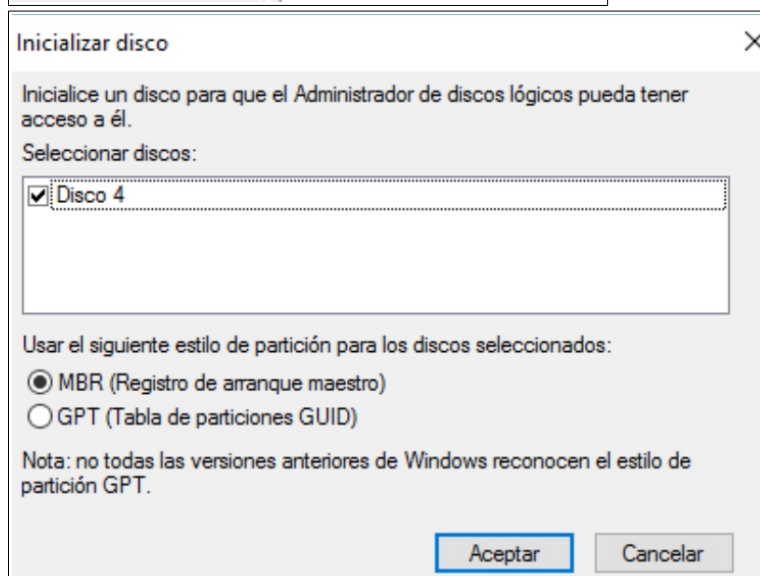 Inicializar disco
Inicialice un disco para que el Administrador de discos lógicos pueda tener
acceso a él.
Seleccionar discos:
Disco 4
Usar el siguiente estilo de partición para los discos seleccionados:
MBR (Registro de arranque maestro)
GPT (Tabla de particiones GUID)
Nota: no todas las versiones anteriores de Windows reconocen el estilo de
partición GPT.
Aceptar
Cancelar